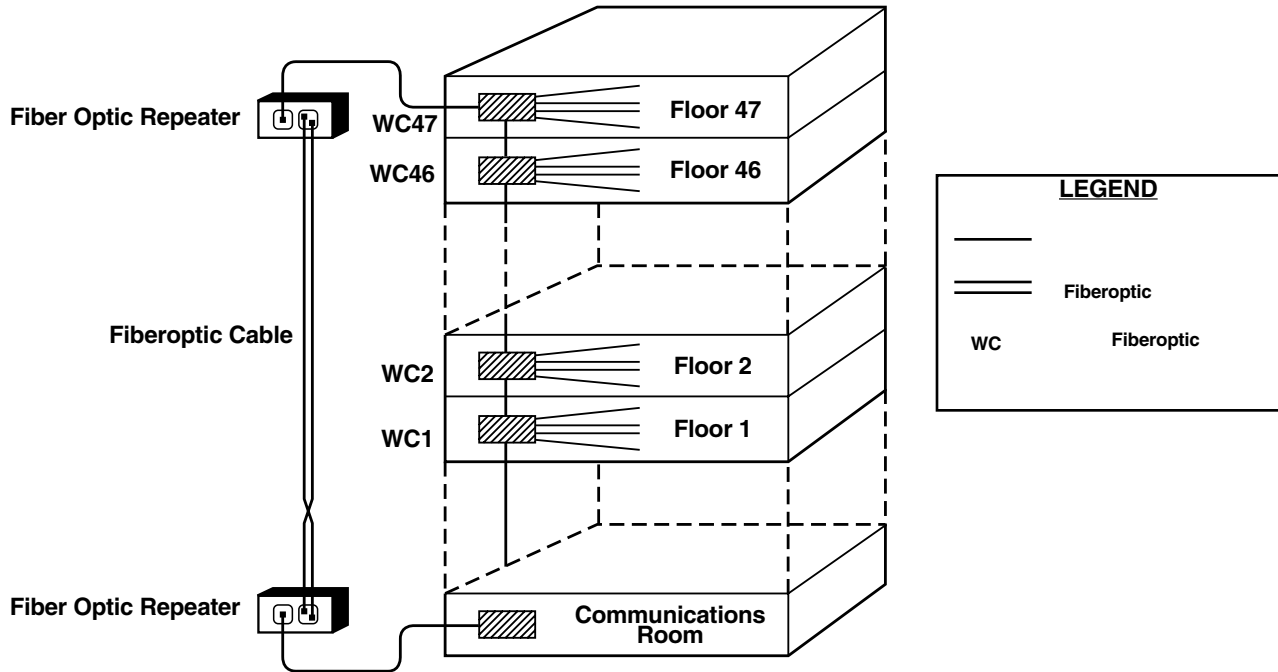 Fiber Optic Repeater
WC47
Floor 47
WC46
Floor 46
LEGEND
Fiberoptic
WC
Fiberoptic
Fiberoptic Cable
WC2
Floor 2
WC1
Floor 1
Fiber Optic Repeater
Communications
Room